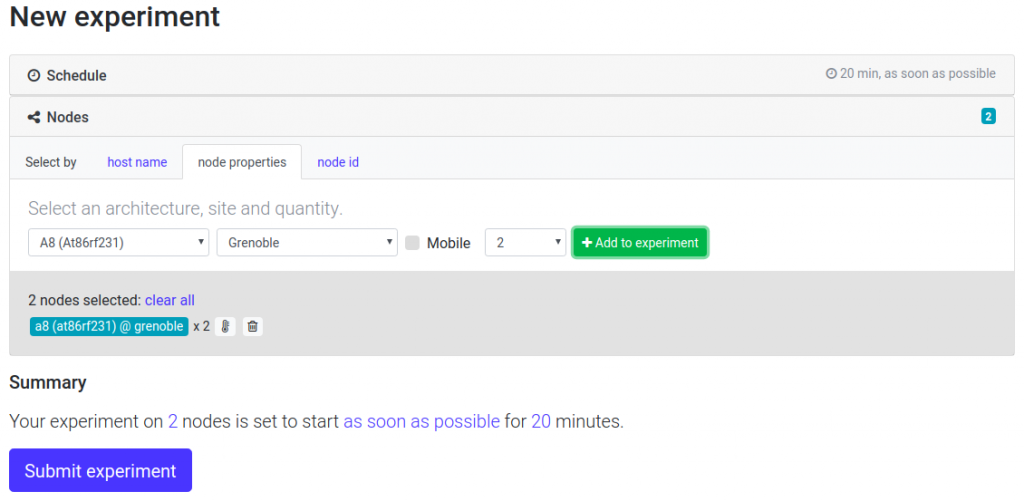 New experiment
Schedule 20 min, as soon as possible
Nodes 2
Select by host name node properties node id
Select an architecture, site and quantity.
A8 (At86rf231) Grenoble Mobile 2 Add to experiment
2 nodes selected: clear all
a8 (at86rf231) @ grenoble x 2
Summary
Your experiment on 2 nodes is set to start as soon as possible for 20 minutes.
Submit experiment